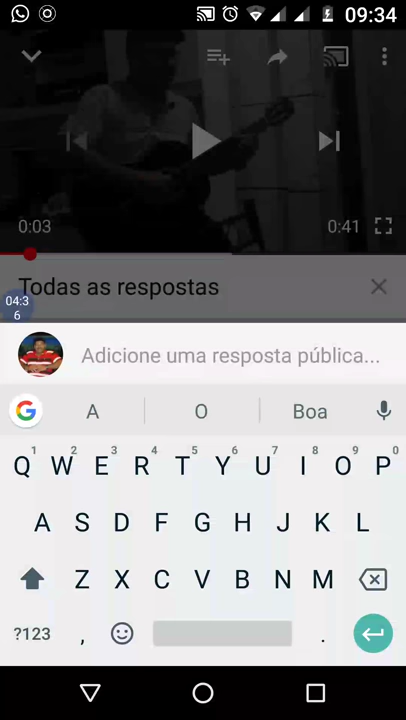 09:34
0:03
0:41
Todas as respostas
04:3
6
Adicione uma resposta pública...
A O Boa
1 2 3 4 5 6 7 8 9 0
Q W E R T Y U I O P
A S D F G H J K L
Z X C V B N M
?123 , .